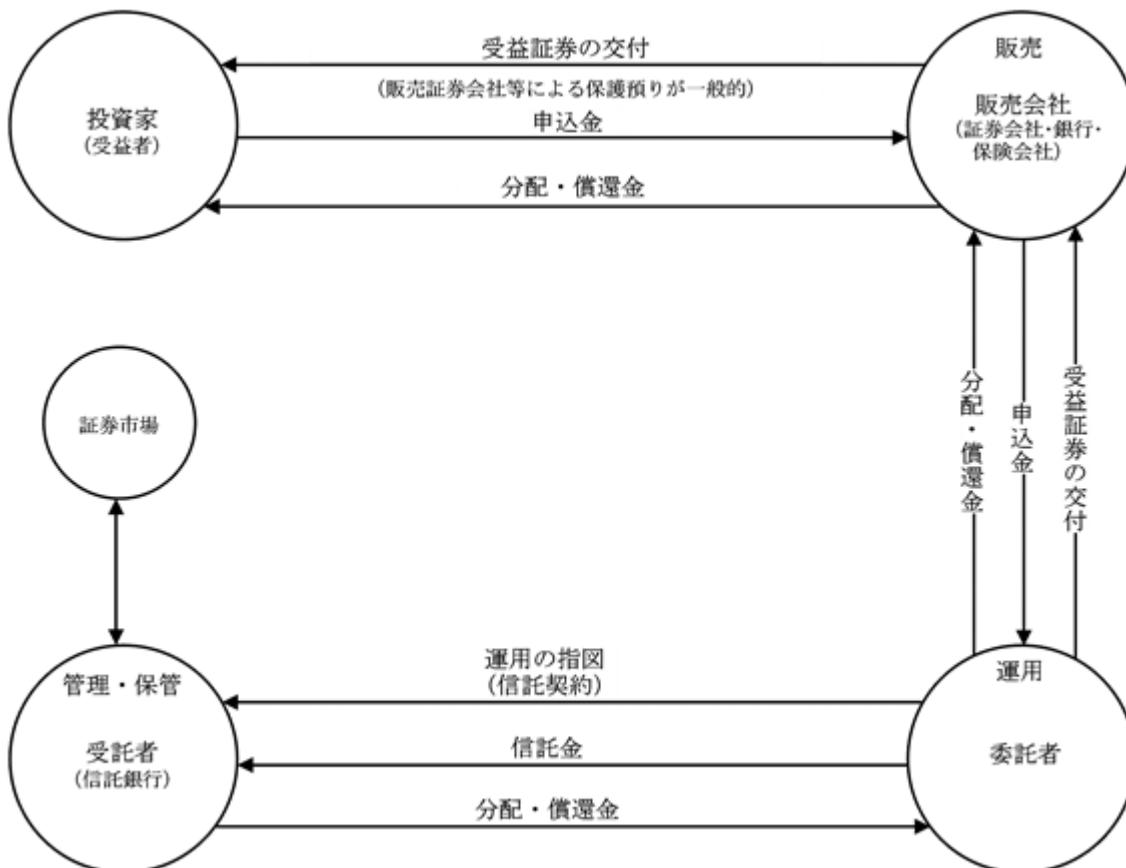 受益証券の交付
(販売証券会社等による保護預りが一般的)
申込金
分配・償還金
投資家
(受益者)
販売
販売会社
(証券会社・銀行・
保険会社)
証券市場
分配・償還金
申込金
受益証券の交付
管理・保管
受託者
(信託銀行)
運用の指図
(信託契約)
信託金
分配・償還金
運用
委託者